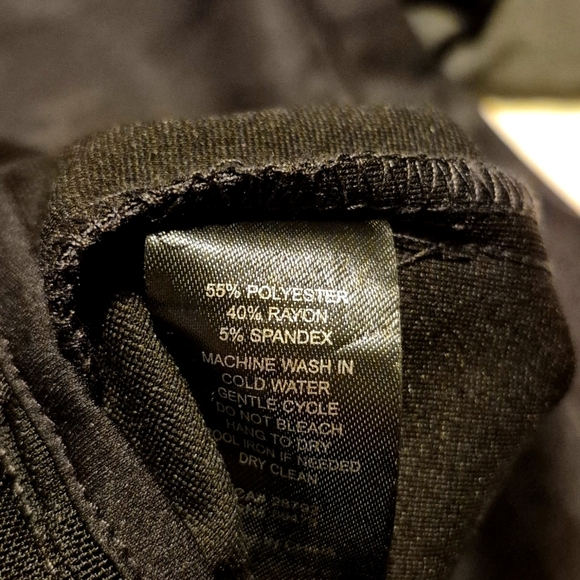 55% POLYESTER
40% RAYON
5% SPANDEX
MACHINE WASH IN
COLD WATER
GENTLE CYCLE
DO NOT BLEACH
HANG TO DRY
COOL IRON IF NEEDED
DRY CLEAN